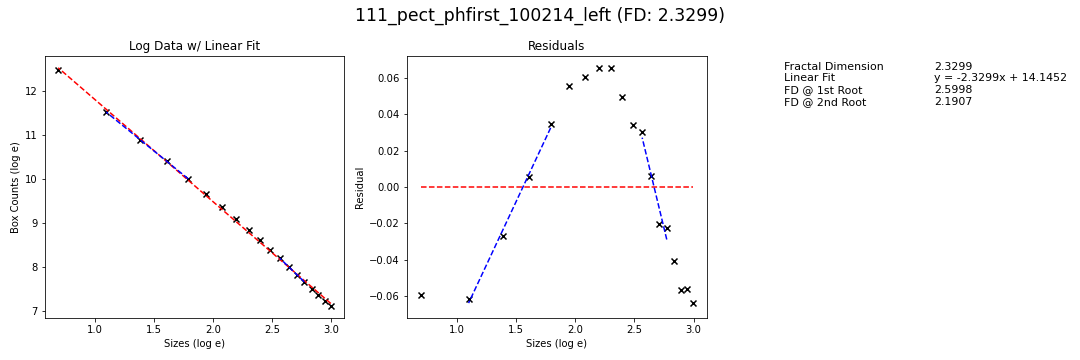 111_pect_phfirst_100214_left (FD: 2.3299)
Log Data w/ Linear Fit
Box Counts (log e)
12
11
10
9
8
7
1.0 1.5 2.0 2.5 3.0
Sizes (log e)
Residuals
Residual
0.06
0.04
0.02
0.00
−0.02
−0.04
−0.06
1.0 1.5 2.0 2.5 3.0
Sizes (log e)
Fractal Dimension 2.3299
Linear Fit y = -2.3299x + 14.1452
FD @ 1st Root 2.5998
FD @ 2nd Root 2.1907